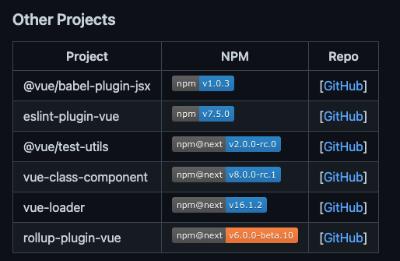 Other Projects
Project NPM Repo
@vue/babel-plugin-jsx npm v1.0.3 [GitHub]
eslint-plugin-vue npm v7.5.0 [GitHub]
@vue/test-utils npm@next v2.0.0-rc.0 [GitHub]
vue-class-component npm@next v8.0.0-rc.1 [GitHub]
vue-loader npm@next v16.1.2 [GitHub]
rollup-plugin-vue npm@next v6.0.0-beta.10 [GitHub]